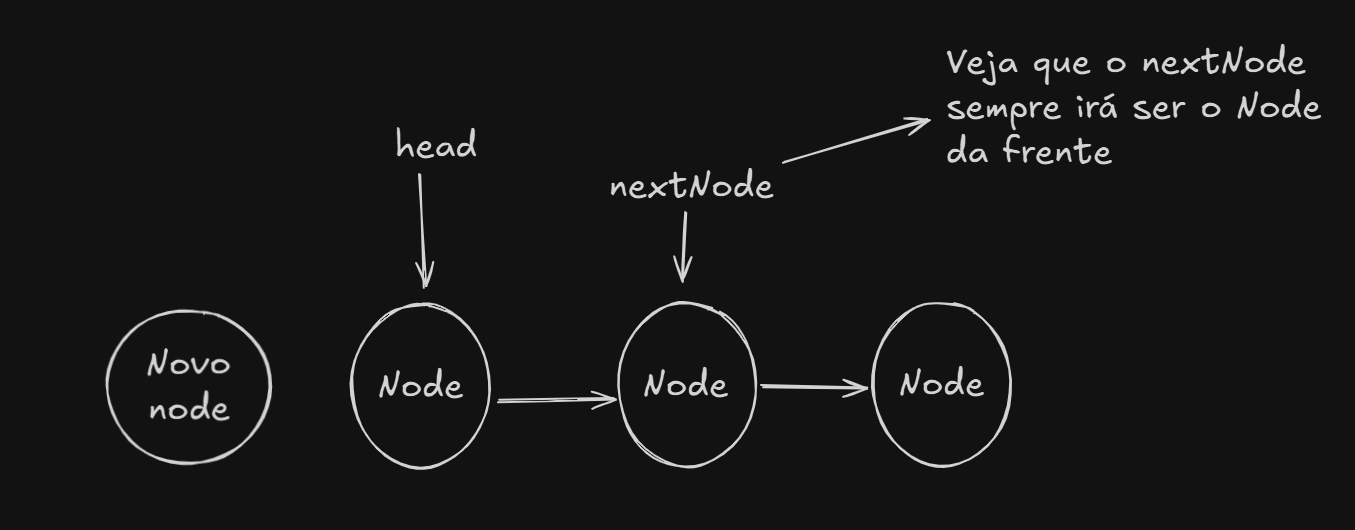 Veja que o nextNode
sempre irá ser o Node
da frente
head
nextNode
Novo
node
Node
Node
Node